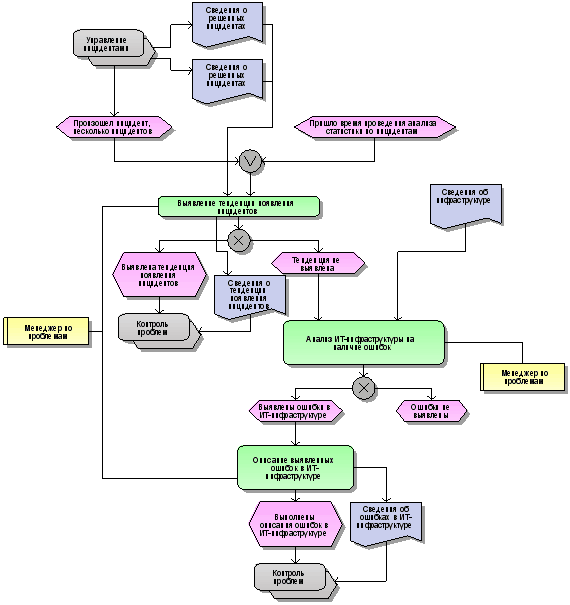 Сведения о
решенных
инцидентах
Управление
инцидентами
Сведения о
решенных
инцидентах
Произошел инцидент,
несколько инцидентов
Пришло время проведения анализа
статистики по инцидентам
Выявление тенденции появления
инцидентов
Сведения об
инфраструктуре
Выявлена тенденция
появления
инцидентов
Тенденция не
выявлена
Сведения о
тенденции
появления
инцидентов
Контроль
проблем
Менеджер по
проблемам
Анализ ИТ-инфраструктуры на
наличие ошибок
Менеджер по
проблемам
Выявлены ошибки в
ИТ-инфраструктуре
Ошибки не
выявлены
Описание выявленных
ошибок в ИТ-
инфраструктуре
Выполнены
описания ошибок в
ИТ-инфраструктуре
Сведения об
ошибках в ИТ-
инфраструктуре
Контроль
проблем